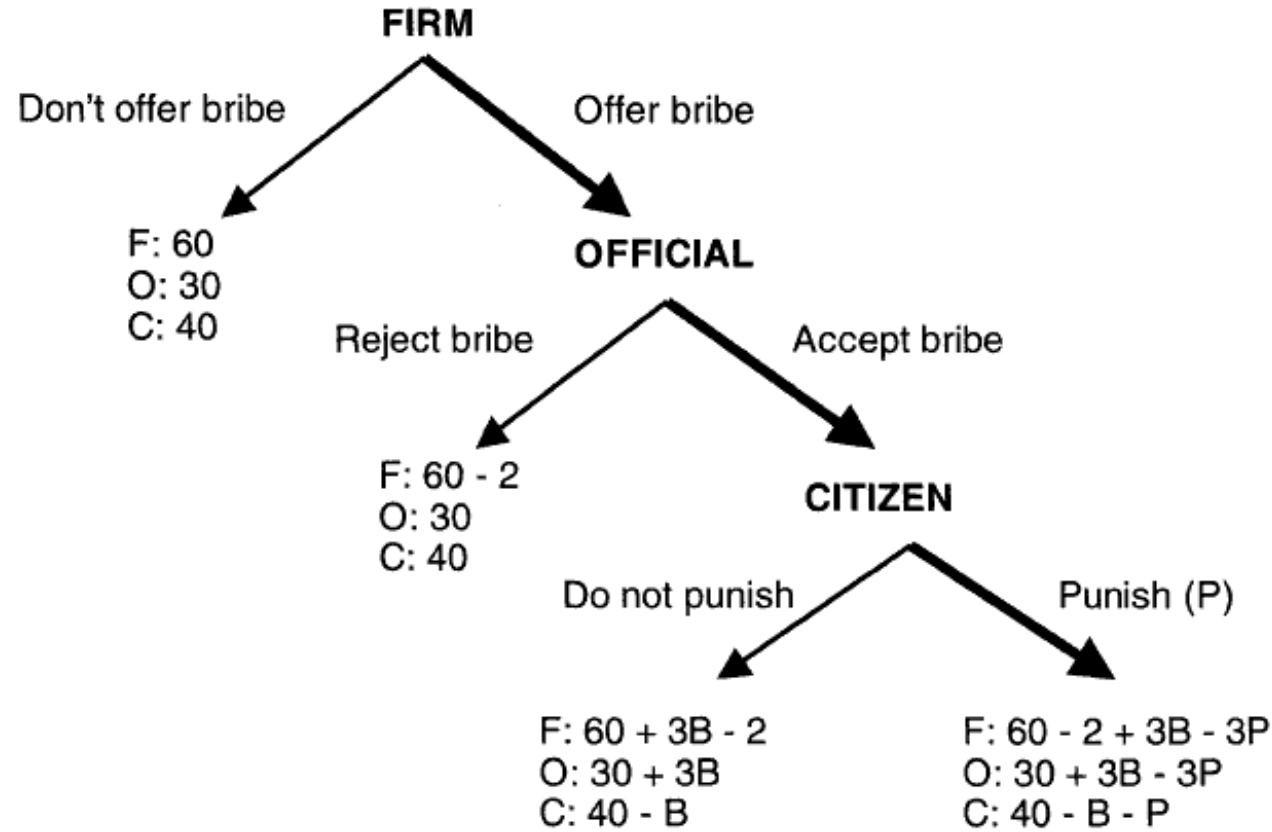 FIRM
Don't offer bribe
Offer bribe
F: 60
O: 30
C: 40
OFFICIAL
Reject bribe
Accept bribe
F: 60 - 2
O: 30
C: 40
CITIZEN
Do not punish
Punish (P)
F: 60 + 3B - 2
O: 30 + 3B
C: 40 - B
F: 60 - 2 + 3B - 3P
O: 30 + 3B - 3P
C: 40 - B - P